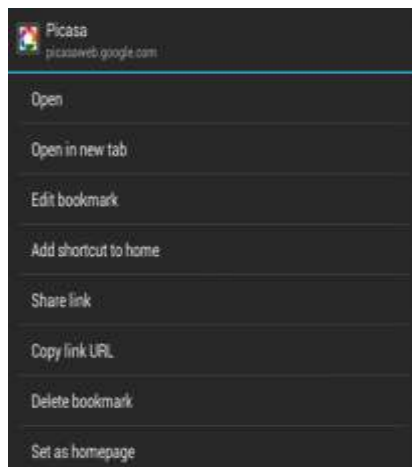 Picasa
picasaweb.google.com
Open
Open in new tab
Edit bookmark
Add shortcut to home
Share link
Copy link URL
Delete bookmark
Set as homepage